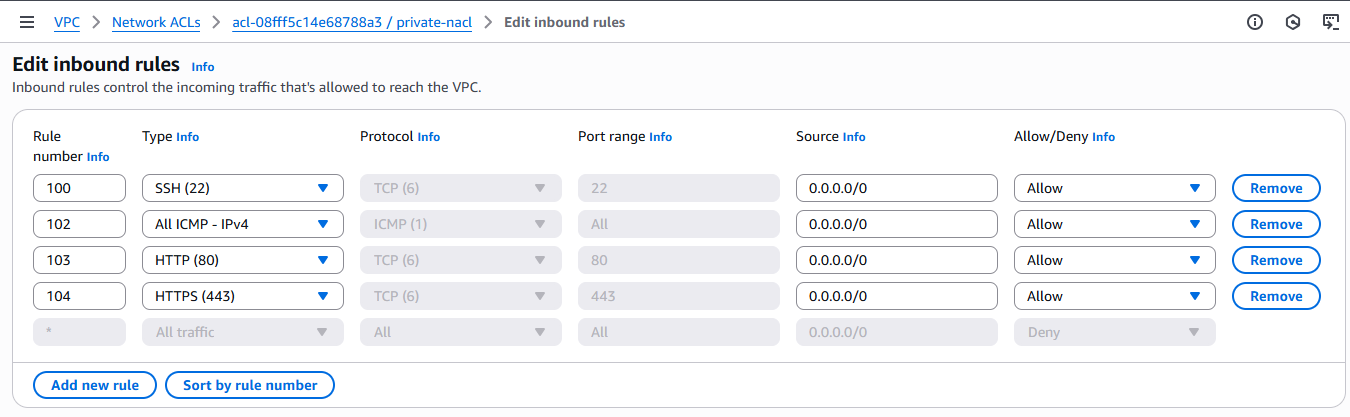 VPC > Network ACLs > acl-08fff5c14e68788a3 / private-nacl > Edit inbound rules
Edit inbound rules Info
Inbound rules control the incoming traffic that's allowed to reach the VPC.
Rule number Info Type Info Protocol Info Port range Info Source Info Allow/Deny Info
100 SSH (22) TCP (6) 22 0.0.0.0/0 Allow Remove
102 All ICMP - IPv4 ICMP (1) All 0.0.0.0/0 Allow Remove
103 HTTP (80) TCP (6) 80 0.0.0.0/0 Allow Remove
104 HTTPS (443) TCP (6) 443 0.0.0.0/0 Allow Remove
* All traffic All All 0.0.0.0/0 Deny
Add new rule Sort by rule number